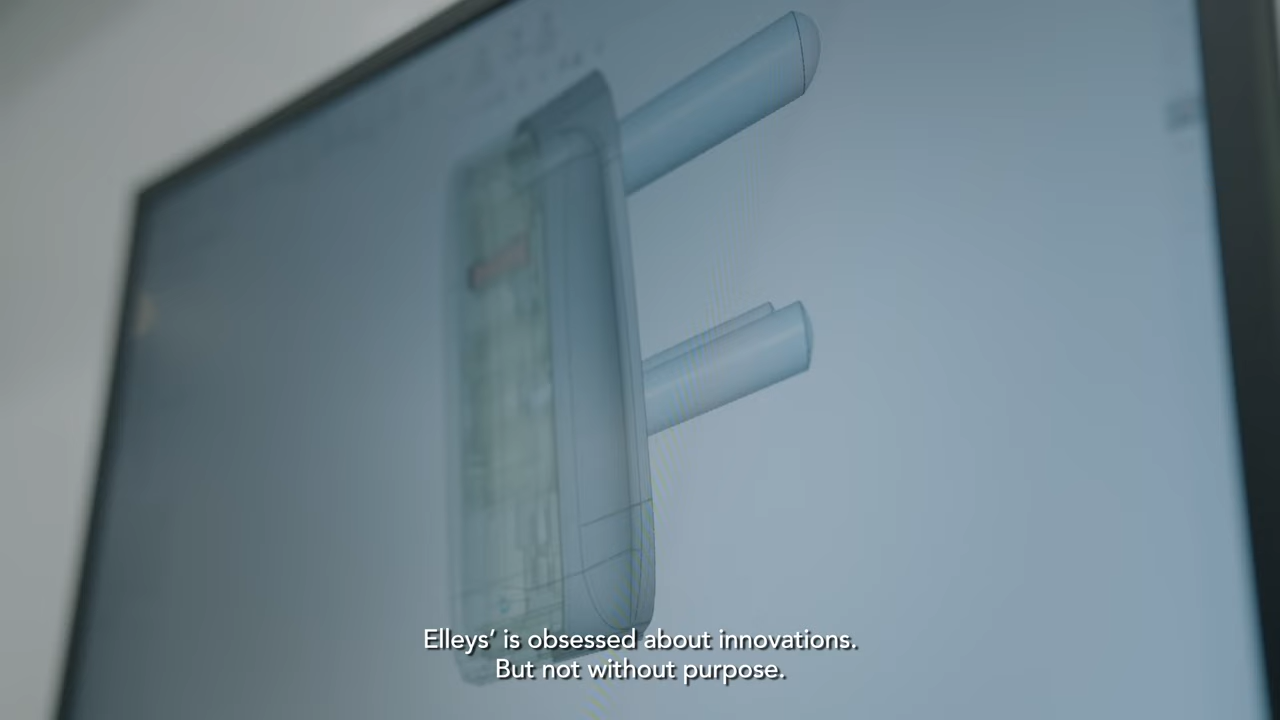 Elleys’ is obsessed about innovations.
But not without purpose.